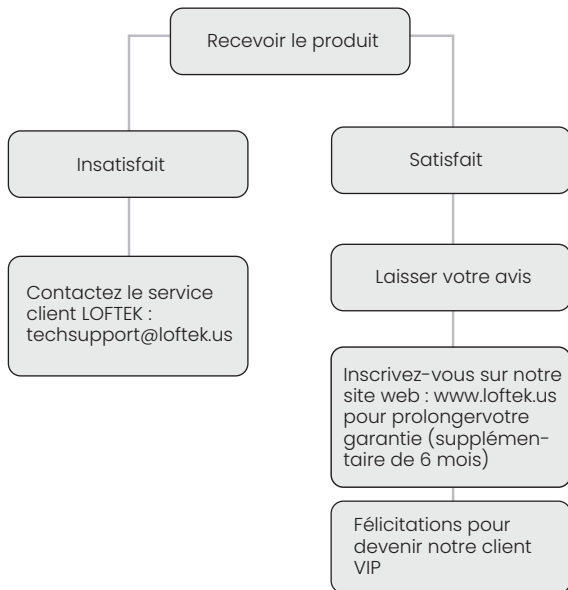 Recevoir le produit
Insatisfait
Satisfait
Contactez le service
client LOFTEK :
techsupport@loftek.us
Laisser votre avis
Inscrivez-vous sur notre
site web : www.loftek.us
pour prolongervotre
garantie (supplémen-
taire de 6 mois)
Félicitations pour
devenir notre client
VIP